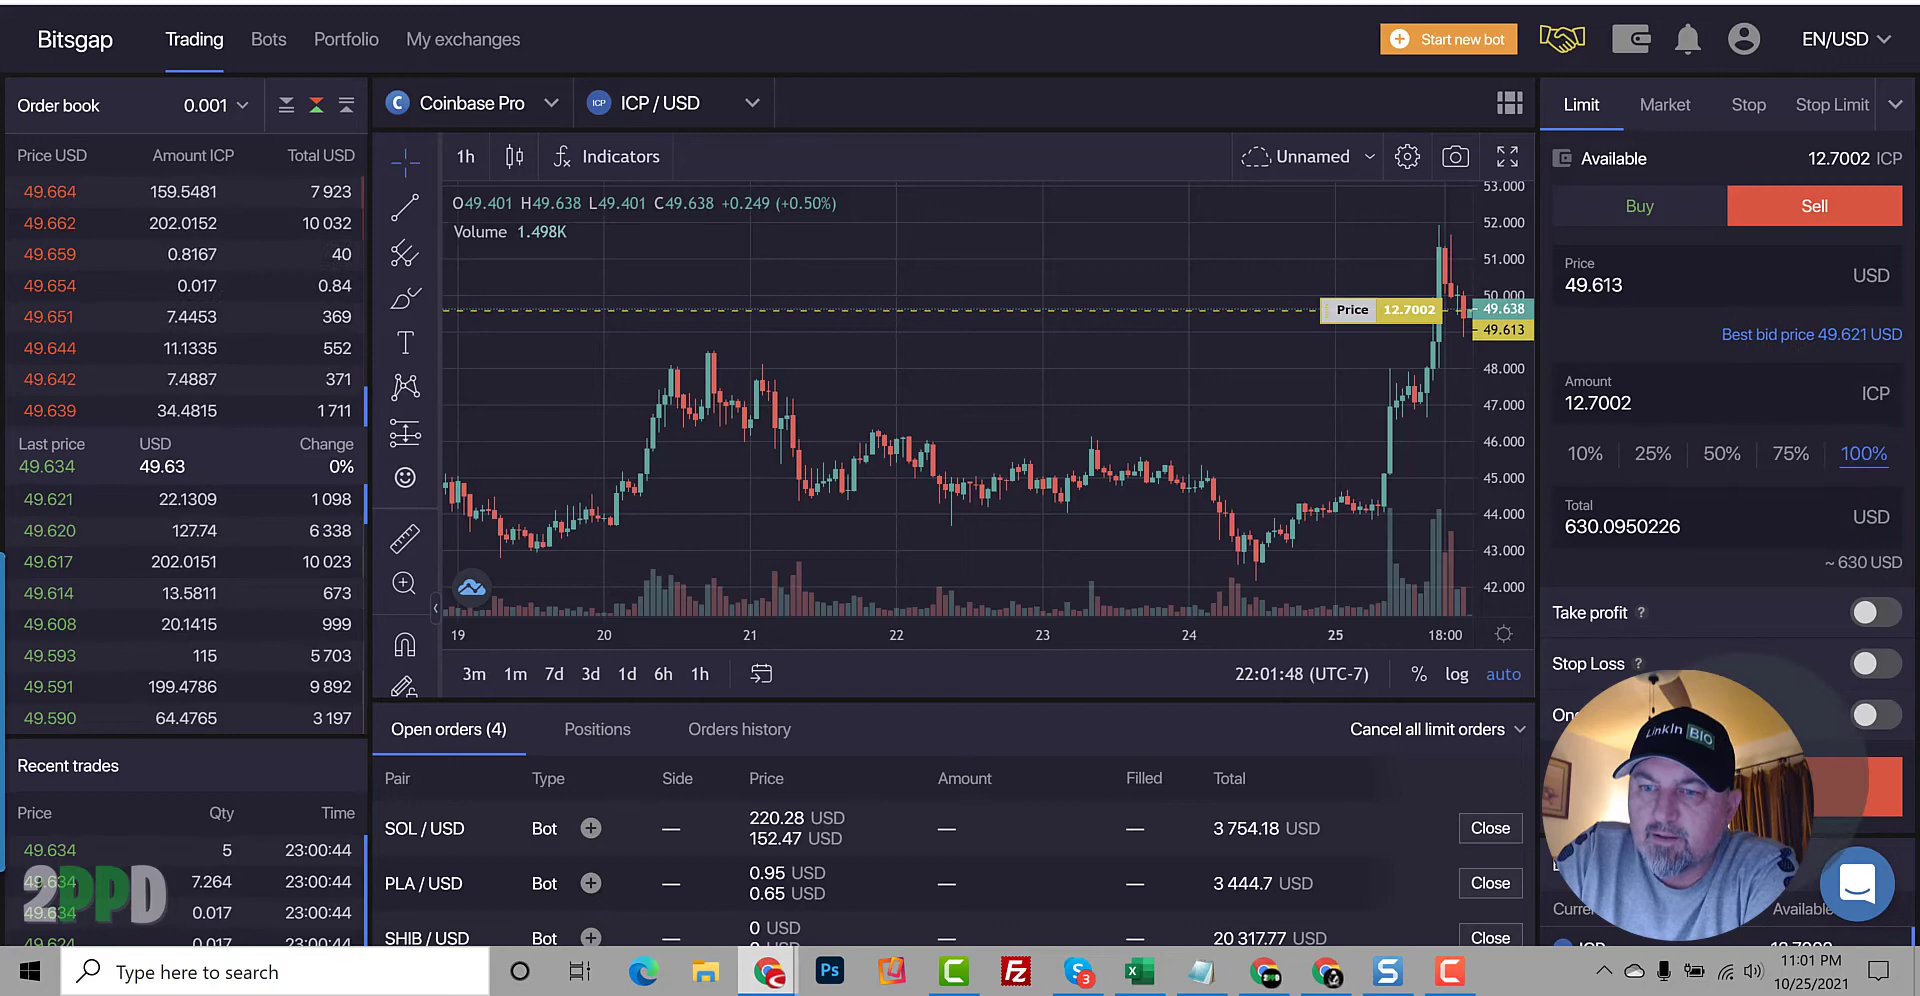 Bitsgap Trading Bots Portfolio My exchanges Start new bot EN/USD
Order book 0.001
Price USD Amount ICP Total USD
49.664 159.5481 7 923
49.662 202.0152 10 032
49.659 0.8167 40
49.654 0.017 0.84
49.651 7.4453 369
49.644 11.1335 552
49.642 7.4887 371
49.639 34.4815 1 711
Last price USD Change
49.634 49.63 0%
49.621 22.1309 1 098
49.620 127.74 6 338
49.617 202.0151 10 023
49.614 13.5811 673
49.608 20.1415 999
49.593 115 5 703
49.591 199.4786 9 892
49.590 64.4765 3 197
Recent trades
Price Qty Time
49.634 5 23:00:44
49.634 7.264 23:00:44
49.634 0.017 23:00:44
49.624 0.017 23:00:44
2PPD
C Coinbase Pro ICP ICP / USD
1h Indicators Unnamed
O49.401 H49.638 L49.401 C49.638 +0.249 (+0.50%)
Volume 1.498K
53.000
52.000
51.000
50.000
Price 12.7002 49.638
49.613
48.000
47.000
46.000
45.000
44.000
43.000
42.000
19 20 21 22 23 24 25 18:00
3m 1m 7d 3d 1d 6h 1h 22:01:48 (UTC-7) % log auto
Open orders (4) Positions Orders history Cancel all limit orders
Pair Type Side Price Amount Filled Total
SOL / USD Bot — 220.28 USD — — 3 754.18 USD Close
152.47 USD
PLA / USD Bot — 0.95 USD — — 3 444.7 USD Close
0.65 USD
SHIB / USD Bot — 0 USD — — 20 317.77 USD Close
Limit Market Stop Stop Limit
Available 12.7002 ICP
Buy Sell
Price
49.613 USD
Best bid price 49.621 USD
Amount
12.7002 ICP
10% 25% 50% 75% 100%
Total
630.0950226 USD
~ 630 USD
Take profit ?
Stop Loss ?
LinkIn BIO
Type here to search
Ps
Fz
3
11:01 PM
10/25/2021